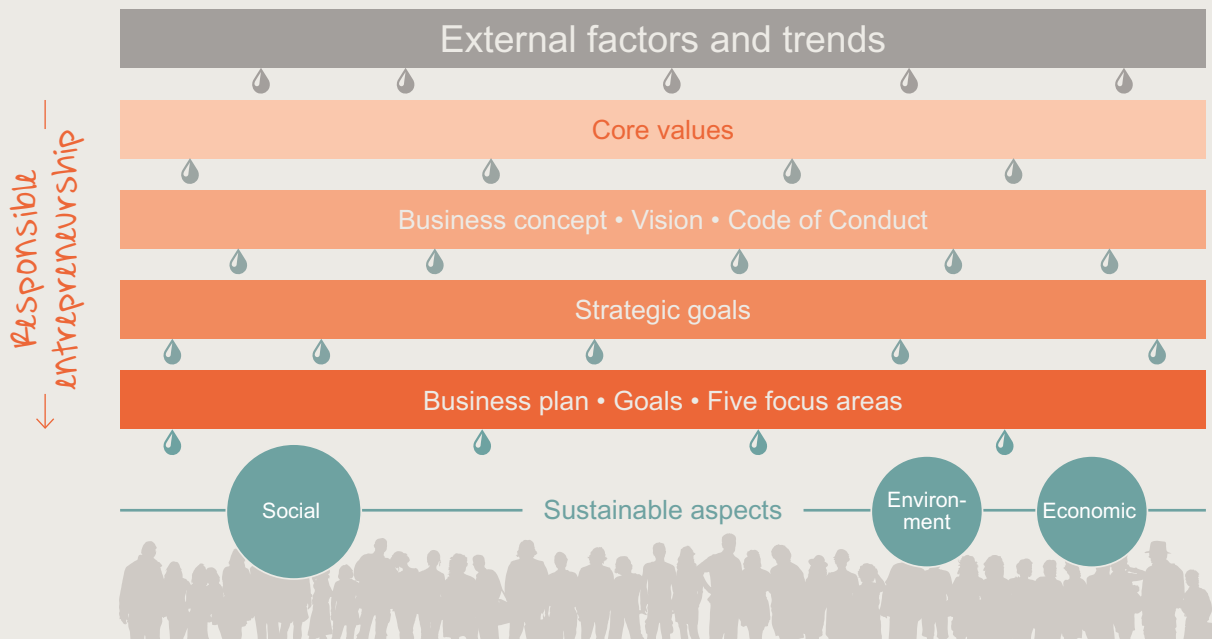 External factors and trends
Core values
Business concept • Vision • Code of Conduct
Strategic goals
Business plan • Goals • Five focus areas
Responsible
entrepreneurship
Social
Sustainable aspects
Environ-
ment
Economic